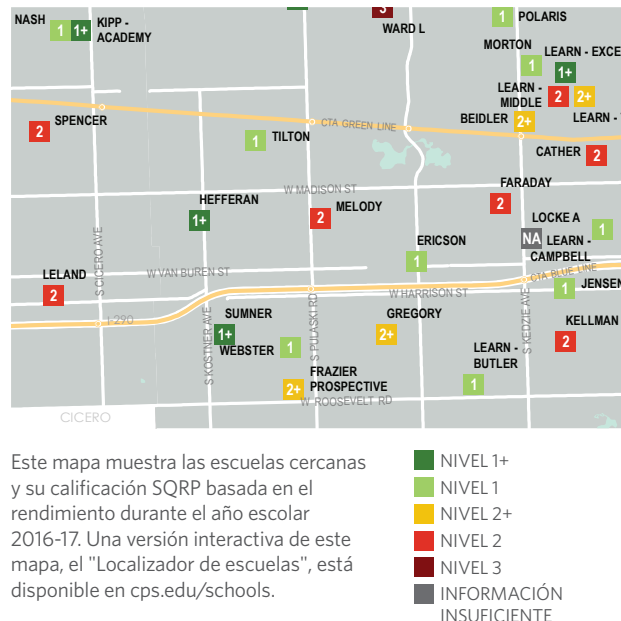 NASH
1
1+
KIPP -
ACADEMY
3
WARD L
1
POLARIS
MORTON
1
LEARN - EXCE
1+
LEARN -
MIDDLE
2
2+
LEARN -
BEIDLER
2+
CTA GREEN LINE
2
SPENCER
1
TILTON
CATHER
2
W MADISON ST
FARADAY
2
HEFFERAN
1+
2
MELODY
LOCKE A
1
NA
LEARN -
CAMPBELL
ERICSON
1
S CICERO AVE
LELAND
2
W VAN BUREN ST
CTA BLUE LINE
W HARRISON ST
1
JENSEN
I-290
S KOSTNER AVE
S PULASKI RD
S KEDZIE AVE
SUMNER
1+
WEBSTER
1
GREGORY
2+
KELLMAN
2
LEARN -
BUTLER
1
FRAZIER
PROSPECTIVE
2+
W ROOSEVELT RD
CICERO
Este mapa muestra las escuelas cercanas
y su calificación SQRP basada en el
rendimiento durante el año escolar
2016-17. Una versión interactiva de este
mapa, el "Localizador de escuelas", está
disponible en cps.edu/schools.
NIVEL 1+
NIVEL 1
NIVEL 2+
NIVEL 2
NIVEL 3
INFORMACIÓN
INSUFICIENTE